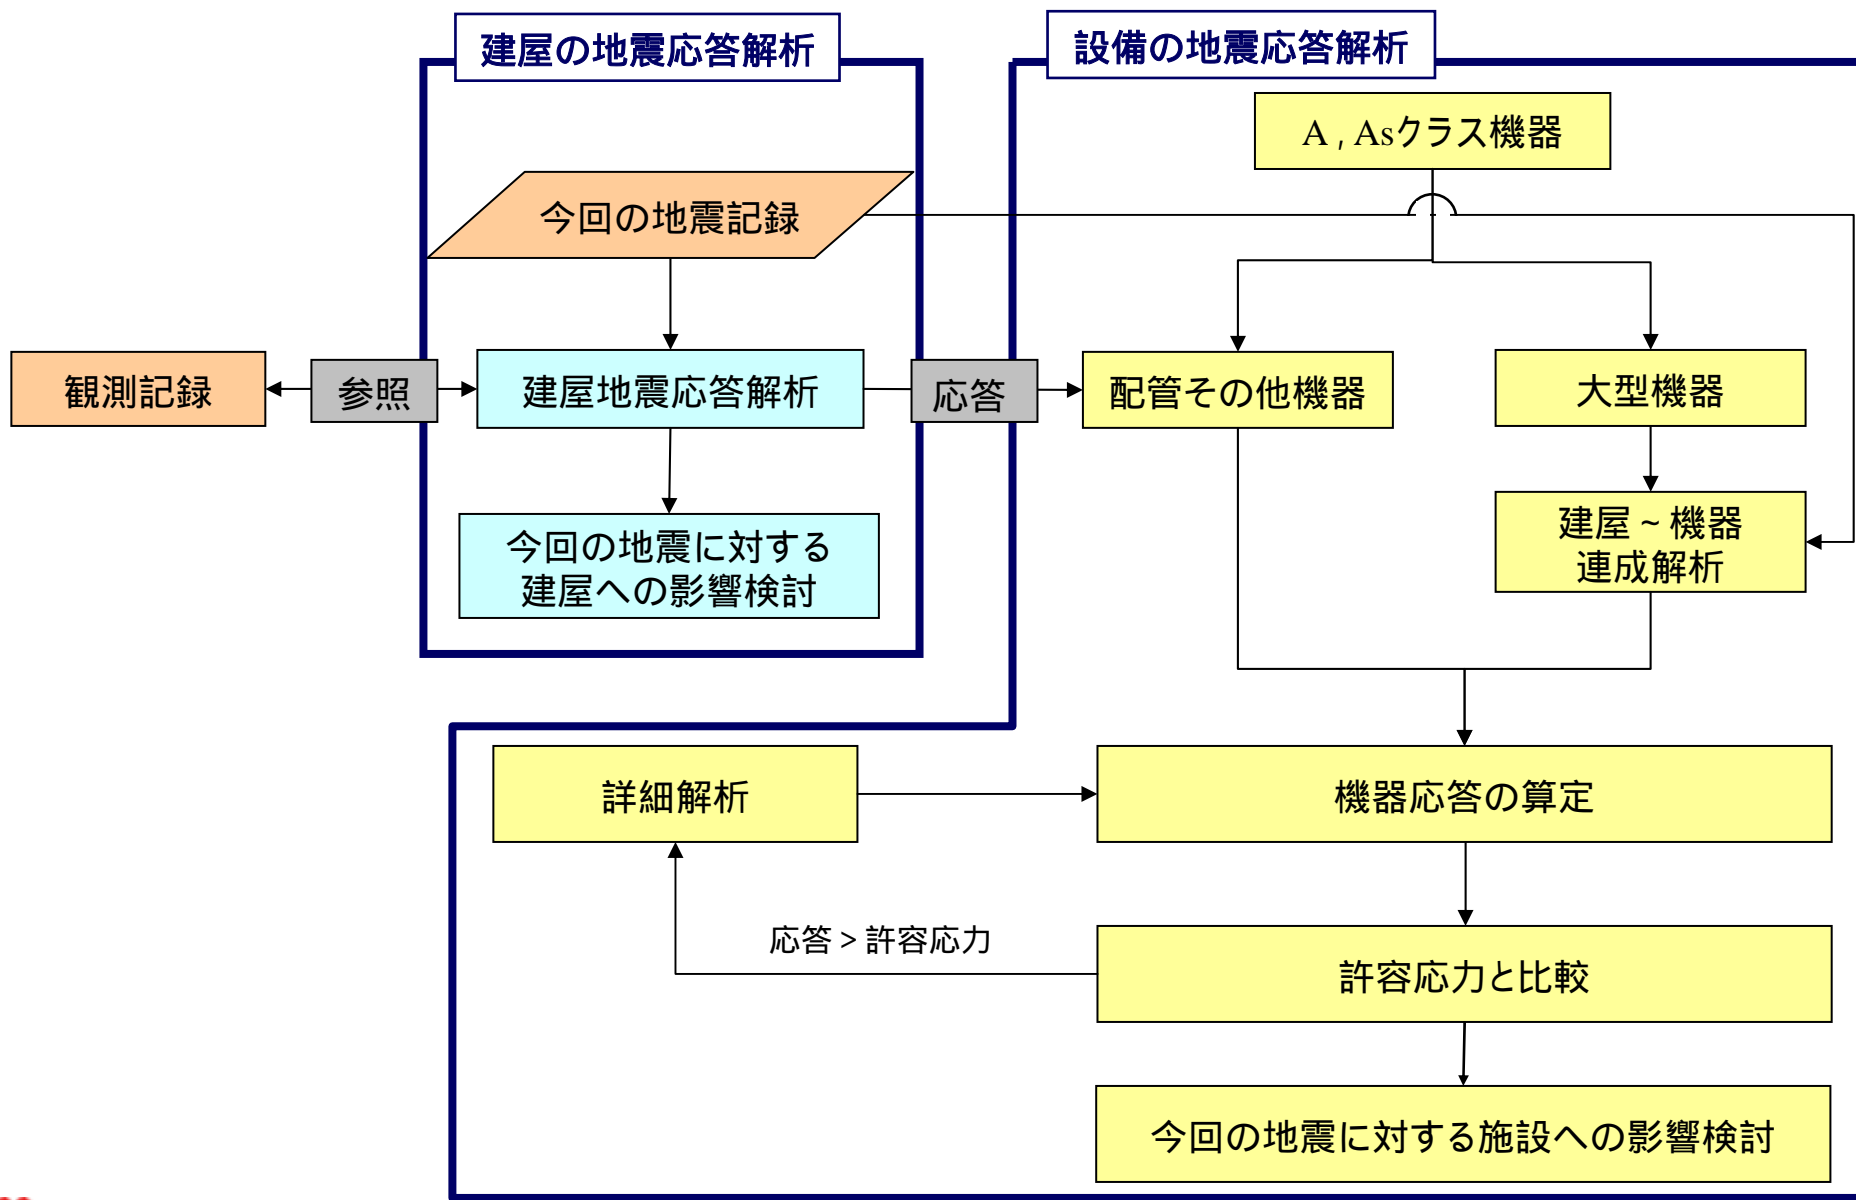 建屋の地震応答解析
設備の地震応答解析
A , Asクラス機器
今回の地震記録
観測記録
参照
建屋地震応答解析
応答
配管その他機器
大型機器
建屋 ~ 機器
連成解析
今回の地震に対する
建屋への影響検討
詳細解析
機器応答の算定
応答 > 許容応力
許容応力と比較
今回の地震に対する施設への影響検討